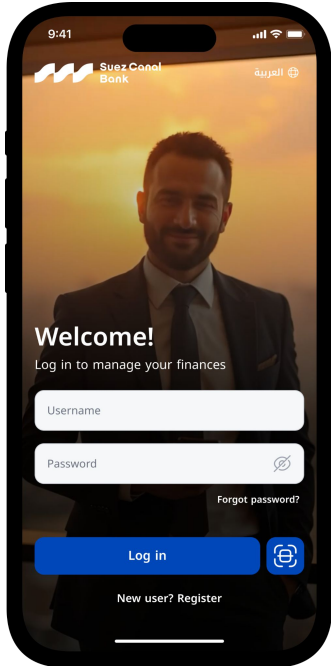 9:41
Suez Canal
Bank
العربية
Welcome!
Log in to manage your finances
Username
Password
Forgot password?
Log in
New user? Register